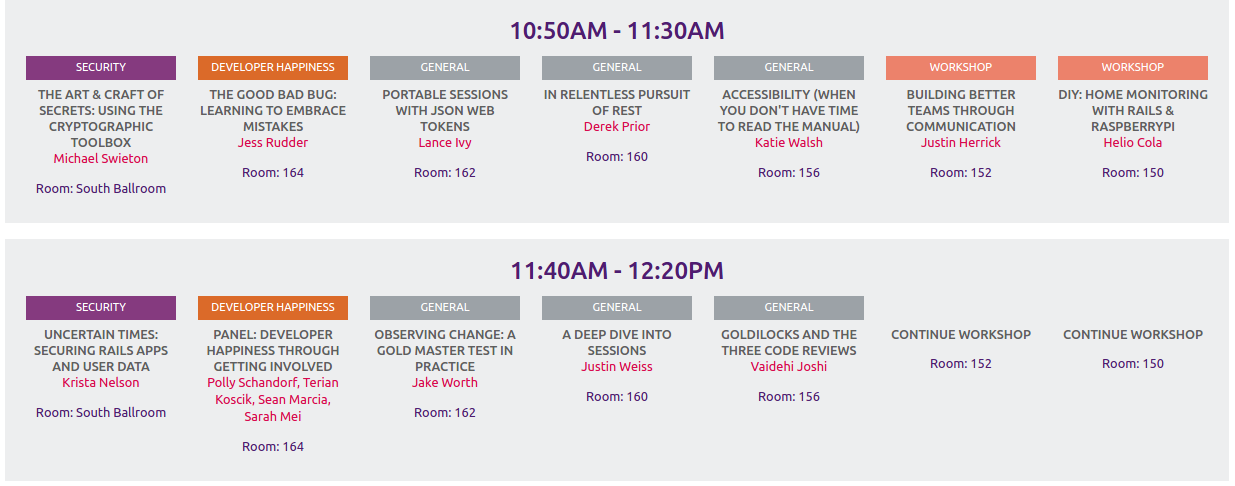 10:50AM - 11:30AM
SECURITY
THE ART & CRAFT OF
SECRETS: USING THE
CRYPTOGRAPHIC
TOOLBOX
Michael Swieton
Room: South Ballroom
DEVELOPER HAPPINESS
THE GOOD BAD BUG:
LEARNING TO EMBRACE
MISTAKES
Jess Rudder
Room: 164
GENERAL
PORTABLE SESSIONS
WITH JSON WEB
TOKENS
Lance Ivy
Room: 162
GENERAL
IN RELENTLESS PURSUIT
OF REST
Derek Prior
Room: 160
GENERAL
ACCESSIBILITY (WHEN
YOU DON'T HAVE TIME
TO READ THE MANUAL)
Katie Walsh
Room: 156
WORKSHOP
BUILDING BETTER
TEAMS THROUGH
COMMUNICATION
Justin Herrick
Room: 152
WORKSHOP
DIY: HOME MONITORING
WITH RAILS &
RASPBERRYPI
Helio Cola
Room: 150
11:40AM - 12:20PM
SECURITY
UNCERTAIN TIMES:
SECURING RAILS APPS
AND USER DATA
Krista Nelson
Room: South Ballroom
DEVELOPER HAPPINESS
PANEL: DEVELOPER
HAPPINESS THROUGH
GETTING INVOLVED
Polly Schandorf, Terian
Koscik, Sean Marcia,
Sarah Mei
Room: 164
GENERAL
OBSERVING CHANGE: A
GOLD MASTER TEST IN
PRACTICE
Jake Worth
Room: 162
GENERAL
A DEEP DIVE INTO
SESSIONS
Justin Weiss
Room: 160
GENERAL
GOLDILOCKS AND THE
THREE CODE REVIEWS
Vaidehi Joshi
Room: 156
CONTINUE WORKSHOP
Room: 152
CONTINUE WORKSHOP
Room: 150